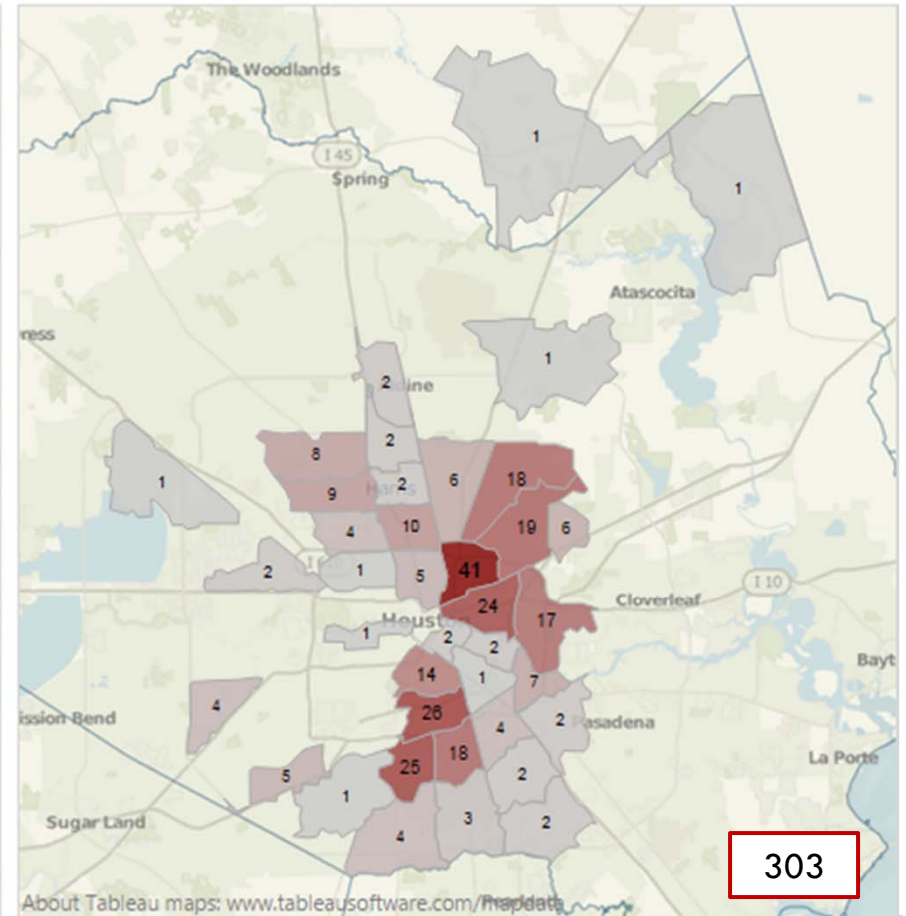 The Woodlands
I 45
1
Spring
1
Atascocita
ress
1
2
ine
2
8
6
18
1
9
2
Harris
4
10
19
6
41
2
1
5
I 10
24
Cloverleaf
17
Houston
1
2
2
Bayt
14
1
7
4
26
ission Bend
4
2
Pasadena
18
25
La Porte
5
2
1
3
Sugar Land
2
4
303
About Tableau maps: www.tableausoftware.com/mapdata